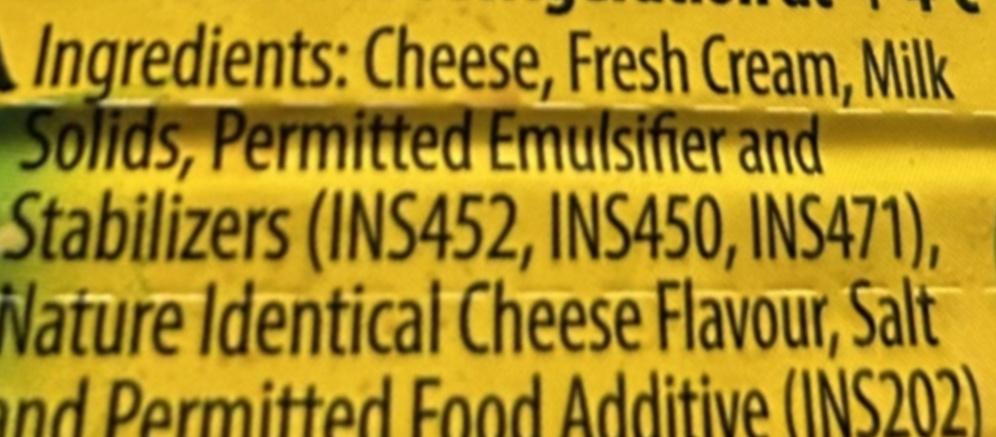 Ingredients: Cheese, Fresh Cream, Milk
Solids, Permitted Emulsifier and
Stabilizers (INS452, INS450, INS471),
Nature Identical Cheese Flavour, Salt
and Permitted Food Additive (INS202)